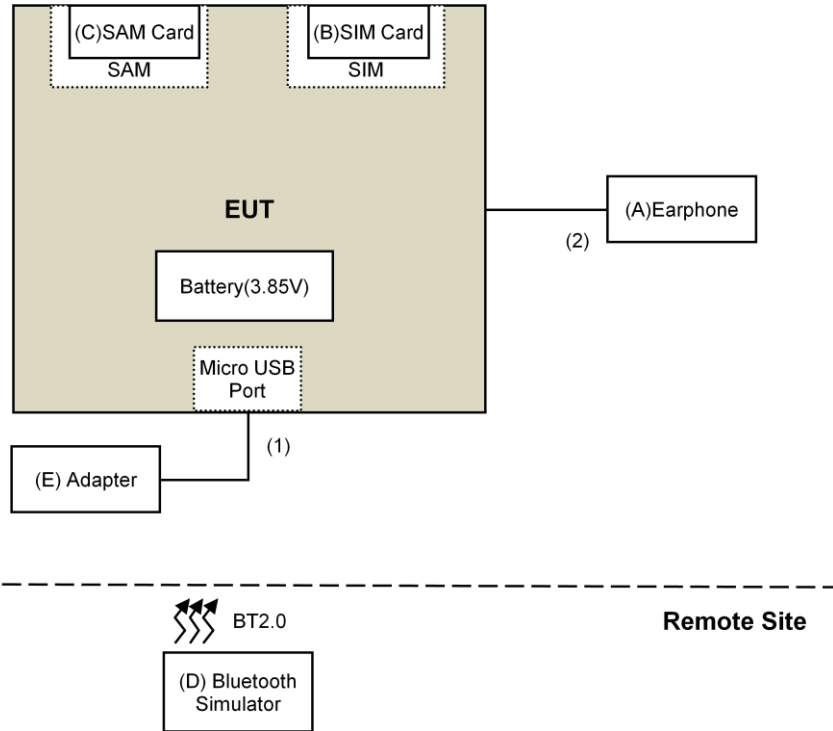 (C)SAM Card
SAM
(B)SIM Card
SIM
EUT
(A)Earphone
(2)
Battery(3.85V)
Micro USB
Port
(1)
(E) Adapter
BT2.0
Remote Site
(D) Bluetooth
Simulator